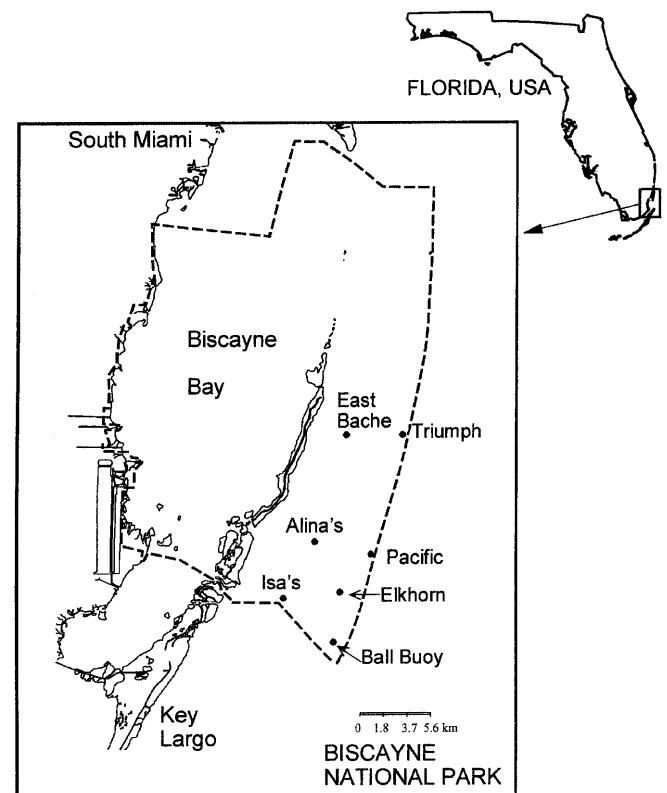 FLORIDA, USA
South Miami
Biscayne
Bay
East
Bache
Triumph
Alina's
Pacific
Isa's
Elkhorn
Ball Buoy
Key
Largo
0 1.8 3.7 5.6 km
BISCAYNE
NATIONAL PARK